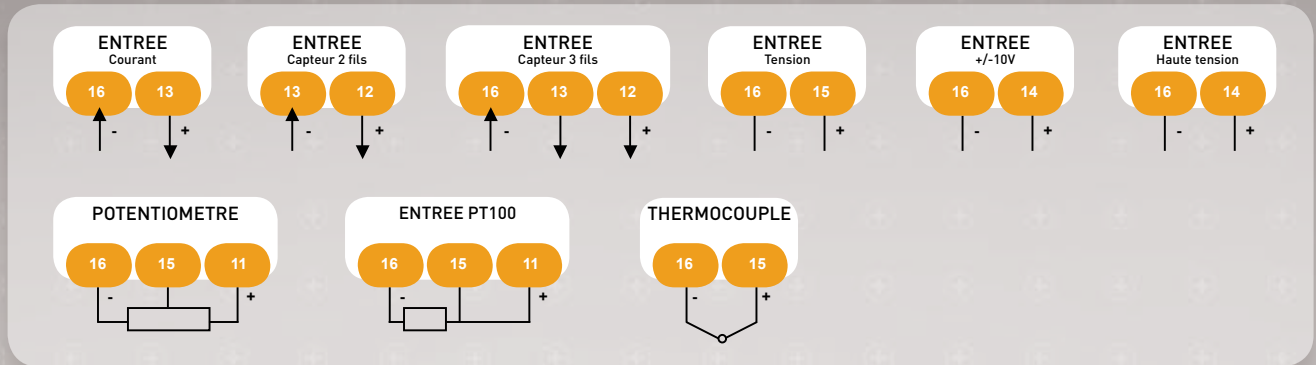 ENTREE
Courant
16 13
- +
ENTREE
Capteur 2 fils
13 12
- +
ENTREE
Capteur 3 fils
16 13 12
- +
ENTREE
Tension
16 15
- +
ENTREE
+/-10V
16 14
- +
ENTREE
Haute tension
16 14
- +
POTENTIOMETRE
16 15 11
- +
ENTREE PT100
16 15 11
- +
THERMOCOUPLE
16 15
- +